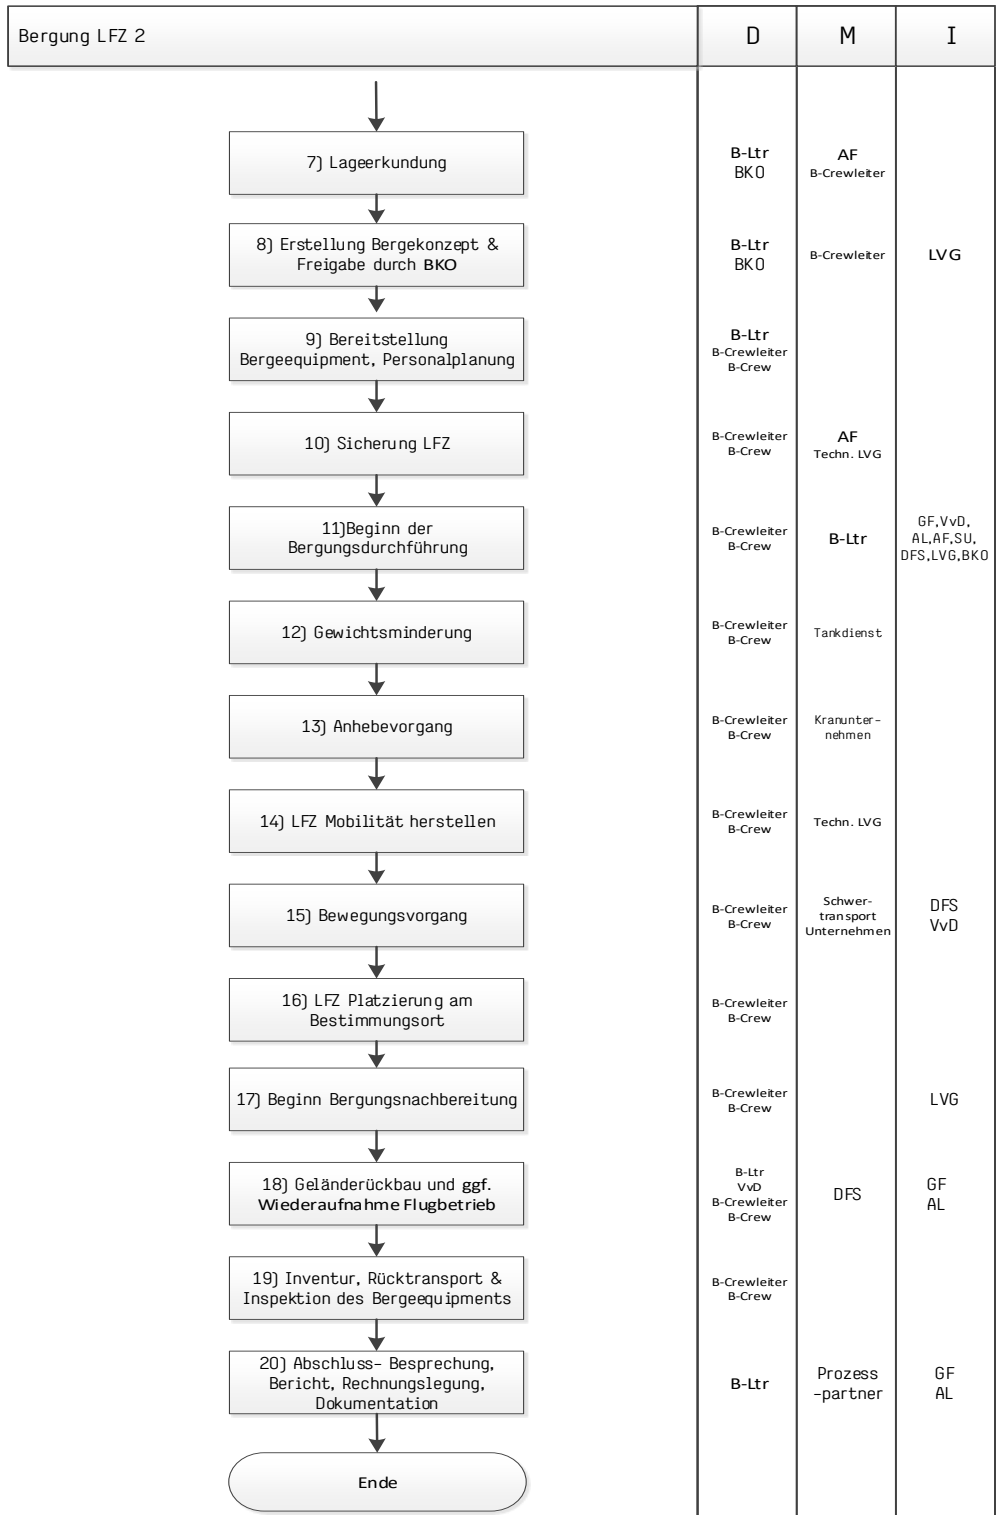 Bergung LFZ 2
D
M
I
7) Lageerkundung
B-Ltr
BKO
AF
B-Crewleiter
8) Erstellung Bergekonzept &
Freigabe durch BKO
B-Ltr
BKO
B-Crewleiter
LVG
9) Bereitstellung
Bergeequipment, Personalplanung
B-Ltr
B-Crewleiter
B-Crew
10) Sicherung LFZ
B-Crewleiter
B-Crew
AF
Techn. LVG
11)Beginn der
Bergungsdurchführung
B-Crewleiter
B-Crew
B-Ltr
GF,VvD,
AL,AF,SU,
DFS,LVG,BKO
12) Gewichtsminderung
B-Crewleiter
B-Crew
Tankdienst
13) Anhebevorgang
B-Crewleiter
B-Crew
Kranunter-
nehmen
14) LFZ Mobilität herstellen
B-Crewleiter
B-Crew
Techn. LVG
15) Bewegungsvorgang
B-Crewleiter
B-Crew
Schwer-
transport
Unternehmen
DFS
VvD
16) LFZ Platzierung am
Bestimmungsort
B-Crewleiter
B-Crew
17) Beginn Bergungsnachbereitung
B-Crewleiter
B-Crew
LVG
18) Geländerückbau und ggf.
Wiederaufnahme Flugbetrieb
B-Ltr
VvD
B-Crewleiter
B-Crew
DFS
GF
AL
19) Inventur, Rücktransport &
Inspektion des Bergeequipments
B-Crewleiter
B-Crew
20) Abschluss- Besprechung,
Bericht, Rechnungslegung,
Dokumentation
B-Ltr
Prozess
-partner
GF
AL
Ende